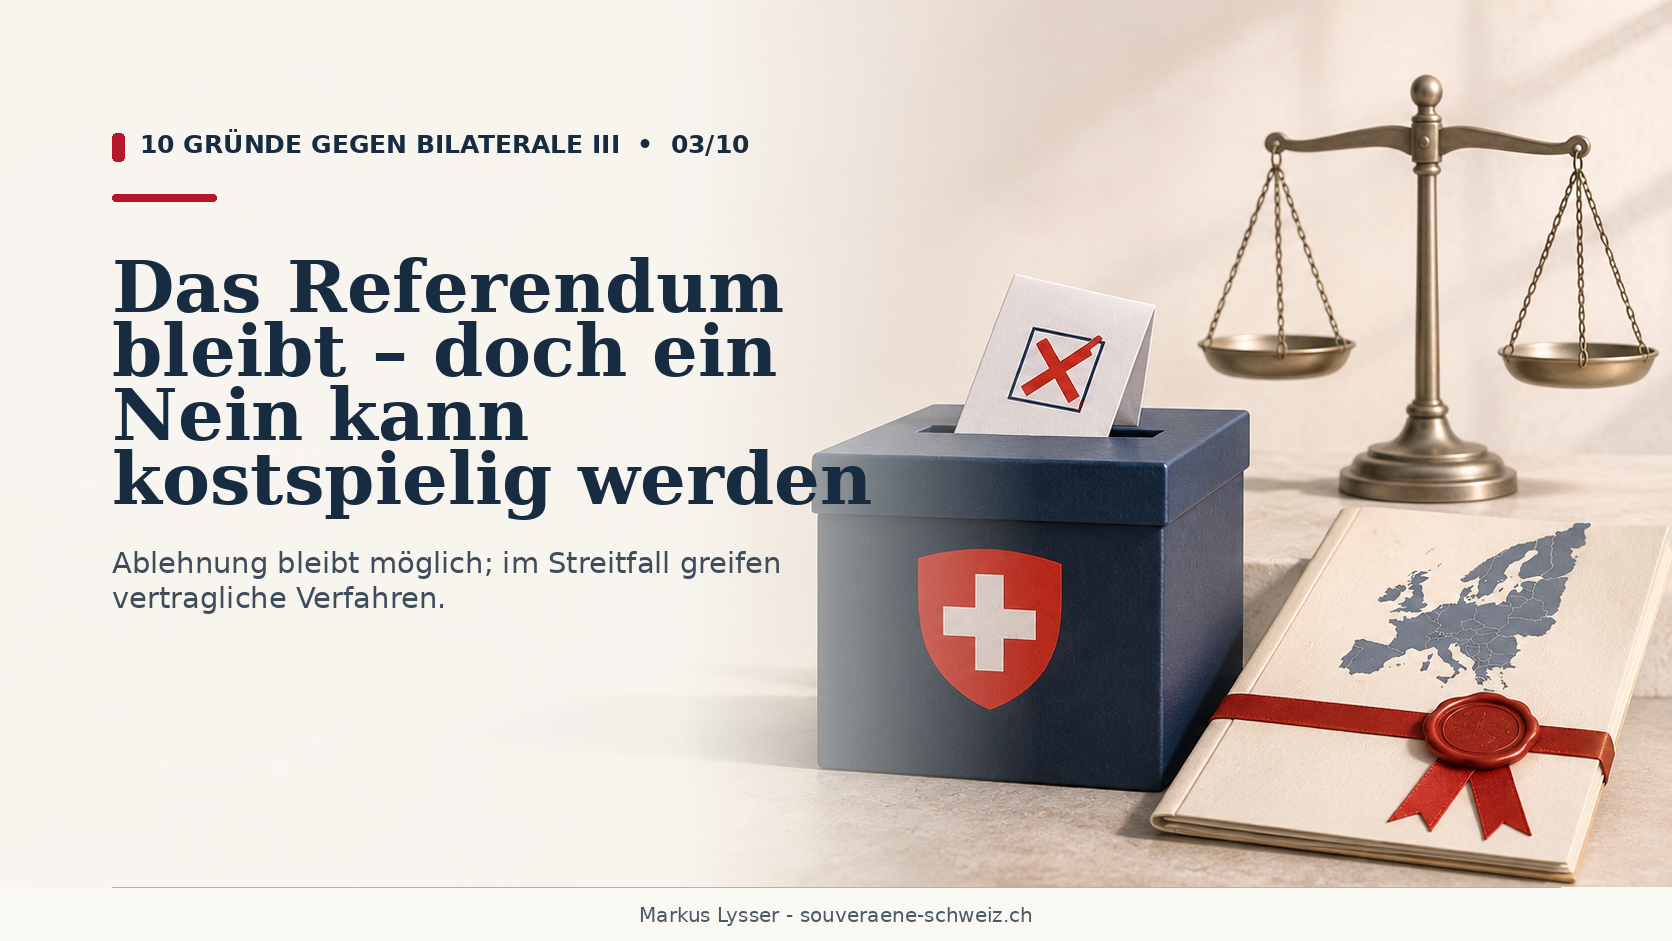 10 GRÜNDE GEGEN BILATERALE III • 03/10
Das Referendum
bleibt – doch ein
Nein kann
kostspielig werden
Ablehnung bleibt möglich; im Streitfall greifen
vertragliche Verfahren.
Markus Lysser - souveraene-schweiz.ch